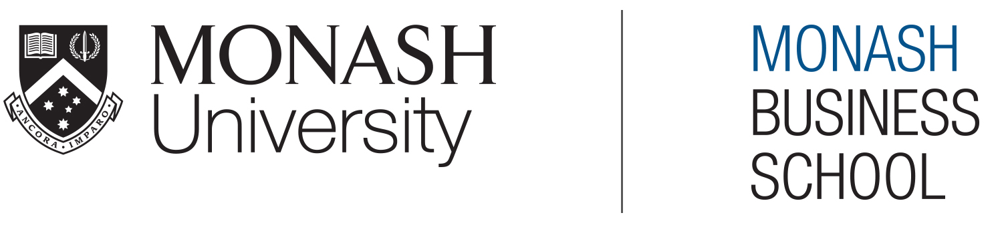 MONASH
University
ANCORA · IMPARO
MONASH
BUSINESS
SCHOOL